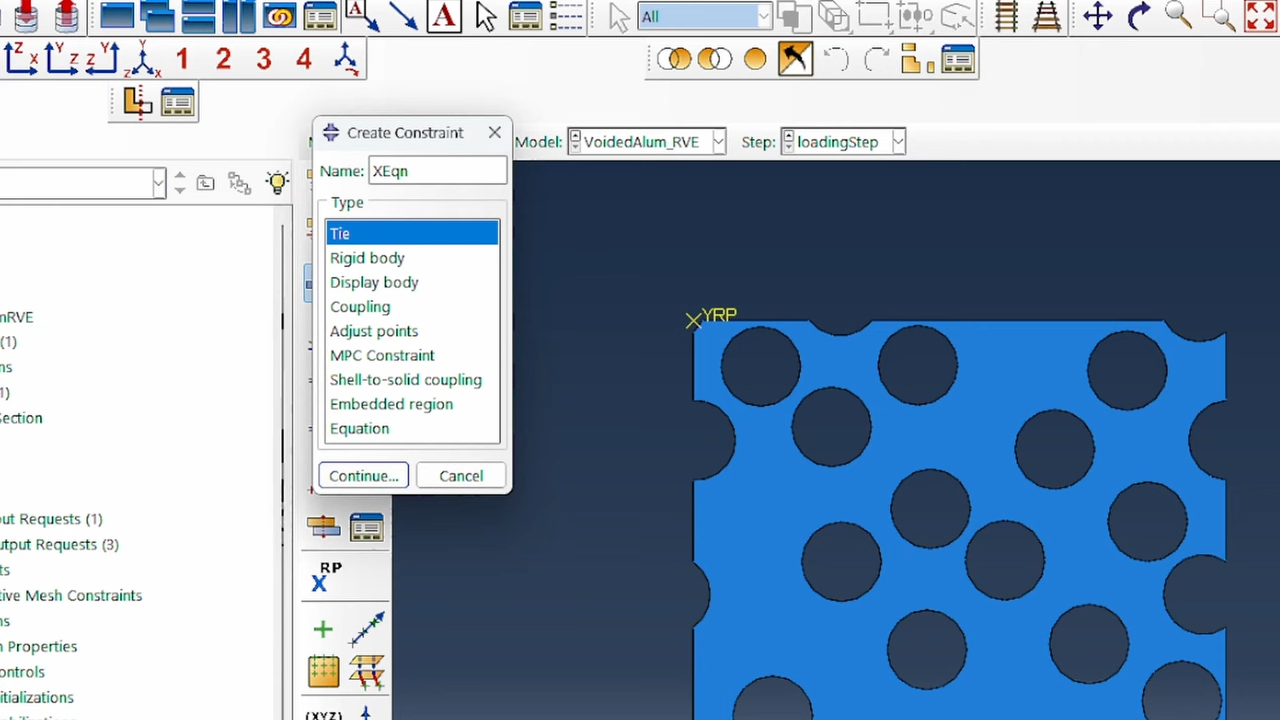 A
A
All
Z
X
Y
Z
Z
Y
Y
Z
X
1 2 3 4
Create Constraint
Model: VoidedAlum_RVE Step: loadingStep
Name: XEqn
Type
Tie
Rigid body
Display body
Coupling
Adjust points
MPC Constraint
Shell-to-solid coupling
Embedded region
Equation
Continue... Cancel
YRP
mRVE
(1)
ns
1)
Section
out Requests (1)
utput Requests (3)
ts
tive Mesh Constraints
ns
n Properties
ontrols
itializations
RP
X
(XYZ)